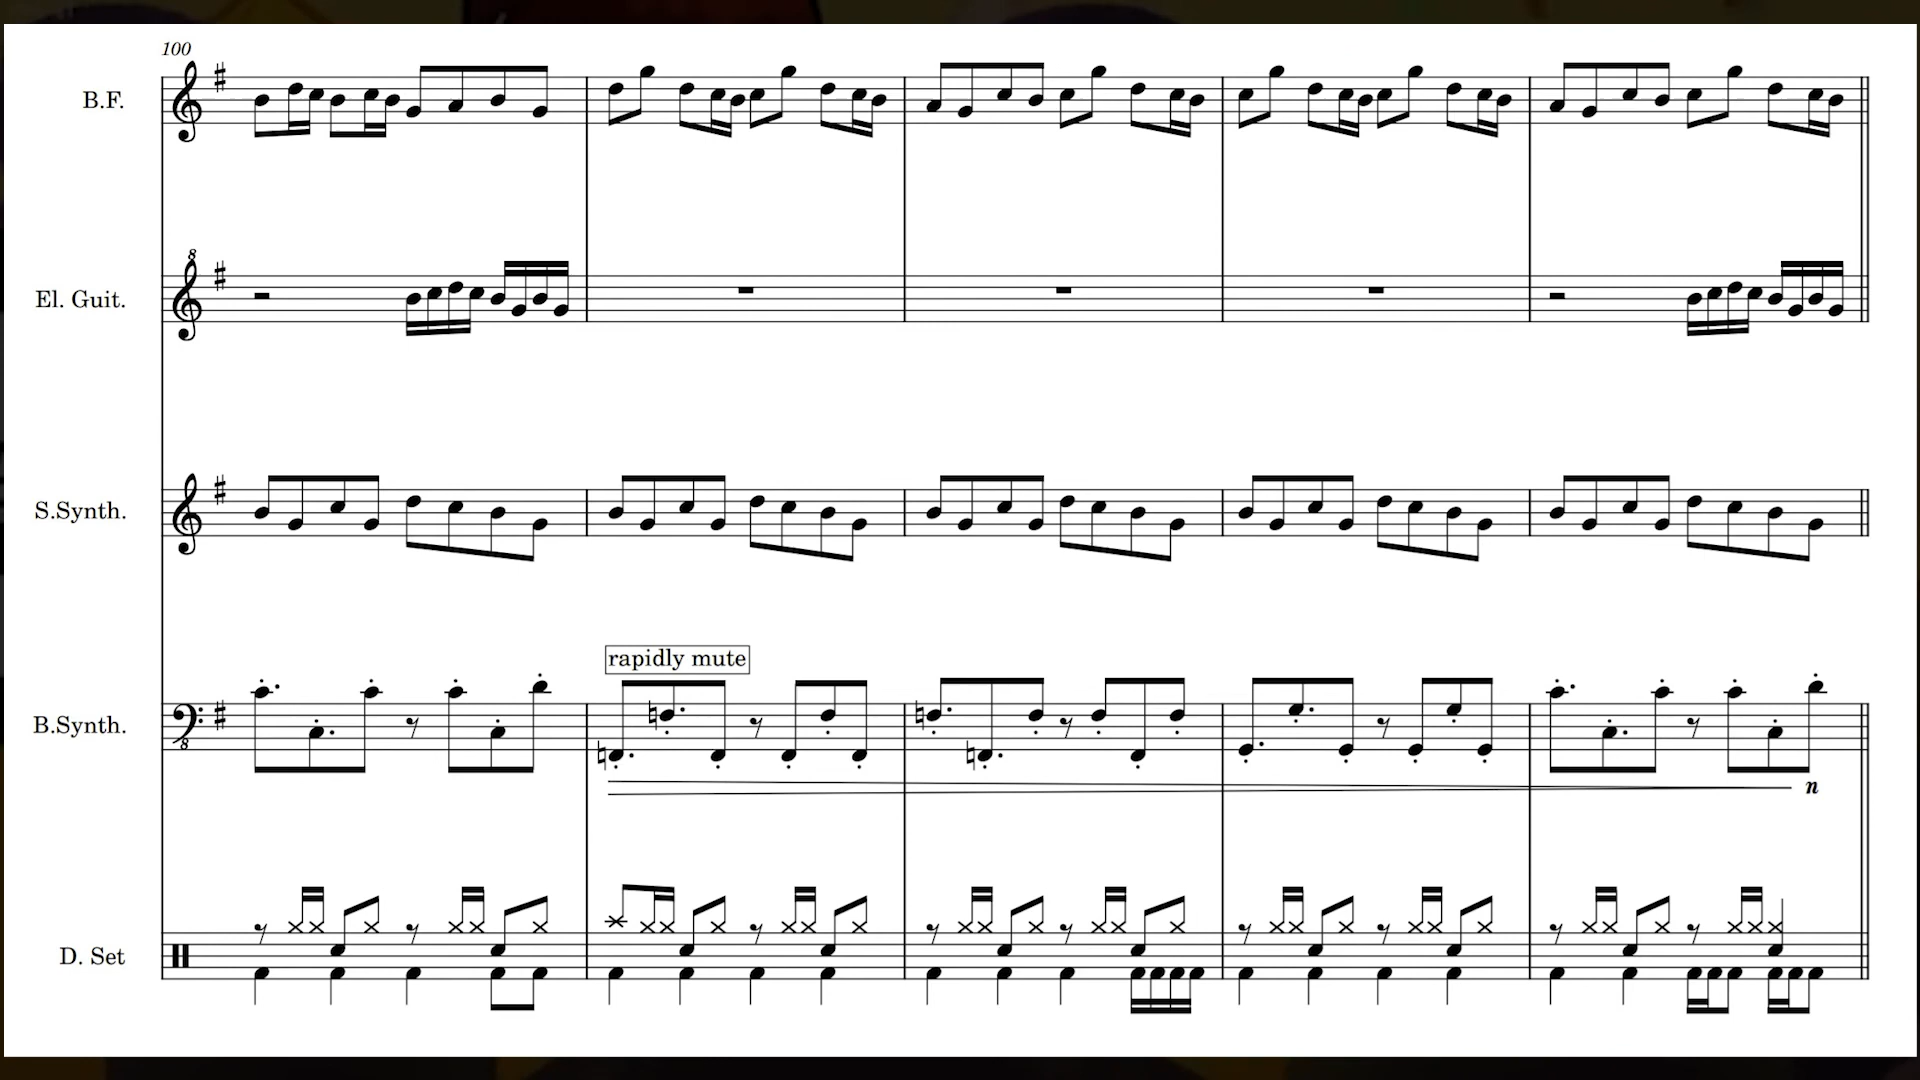 100
B.F.
8
El. Guit.
S.Synth.
rapidly mute
B.Synth.
8
n
D. Set